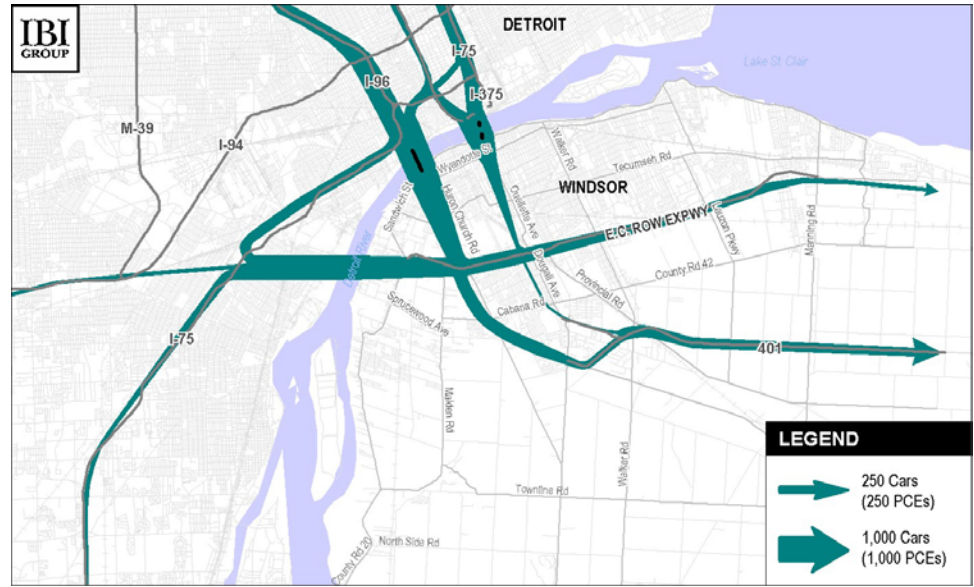 IBI
GROUP
DETROIT
Lake St. Clair
I-75
I-96
I-375
M-39
I-94
Wyandotte St
Walker Rd
Tecumseh Rd
WINDSOR
Sandwich St
Huron Church Rd
Ouellette Ave
E.C. ROW EXPWY
Lauzon Pkwy
Manning Rd
Detroit River
Dougall Ave
County Rd 42
Provincial Rd
Cabana Rd
Sprucewood Ave
I-75
401
Malden Rd
Walker Rd
Townline Rd
County Rd 20
North Side Rd
LEGEND
250 Cars
(250 PCEs)
1,000 Cars
(1,000 PCEs)